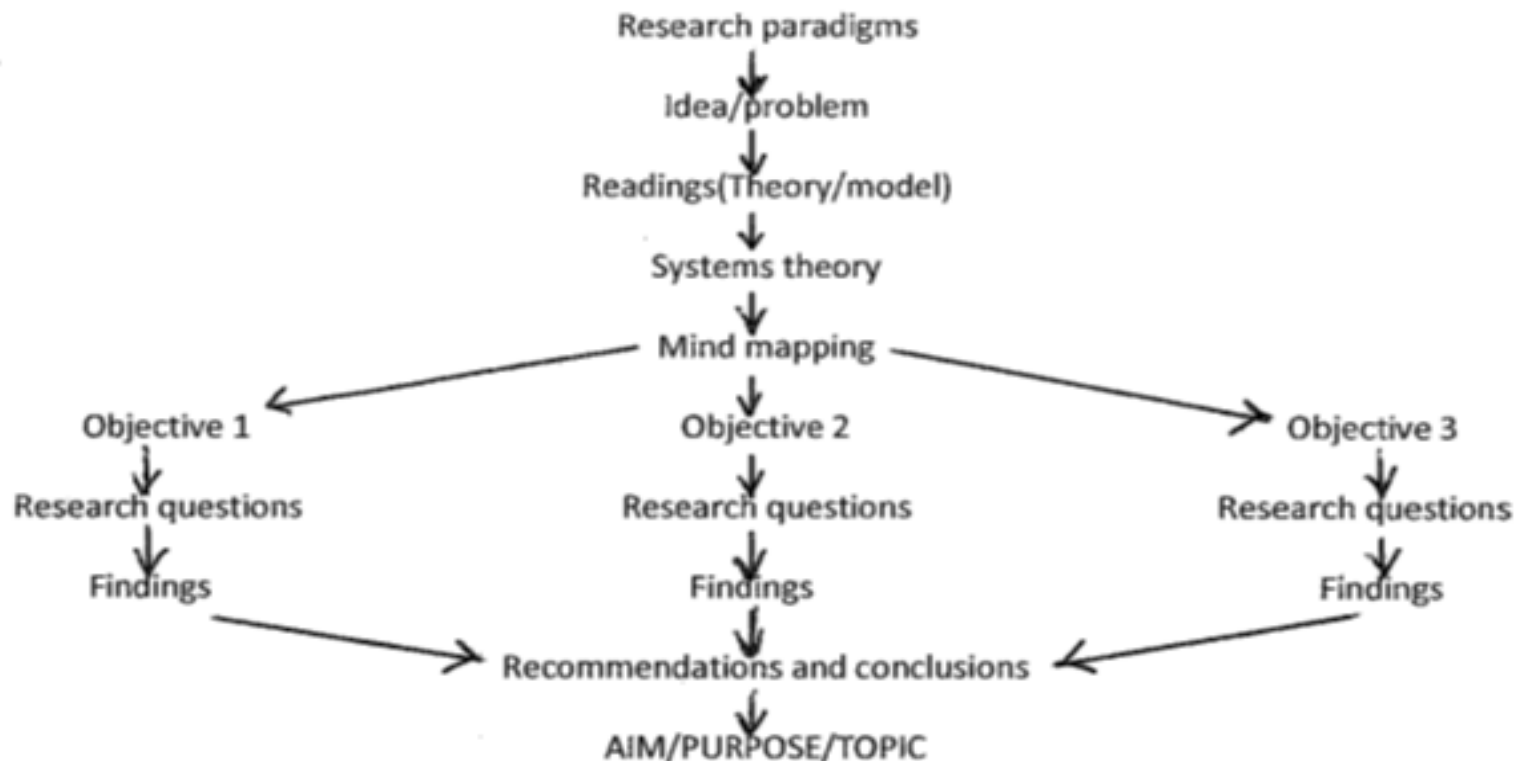 Research paradigms
idea/problem
Readings(Theory/model)
Systems theory
Mind mapping
Objective 1 Objective 2 Objective 3
Research questions Research questions Research questions
Findings Findings Findings
Recommendations and conclusions
AIM/PURPOSE/TOPIC